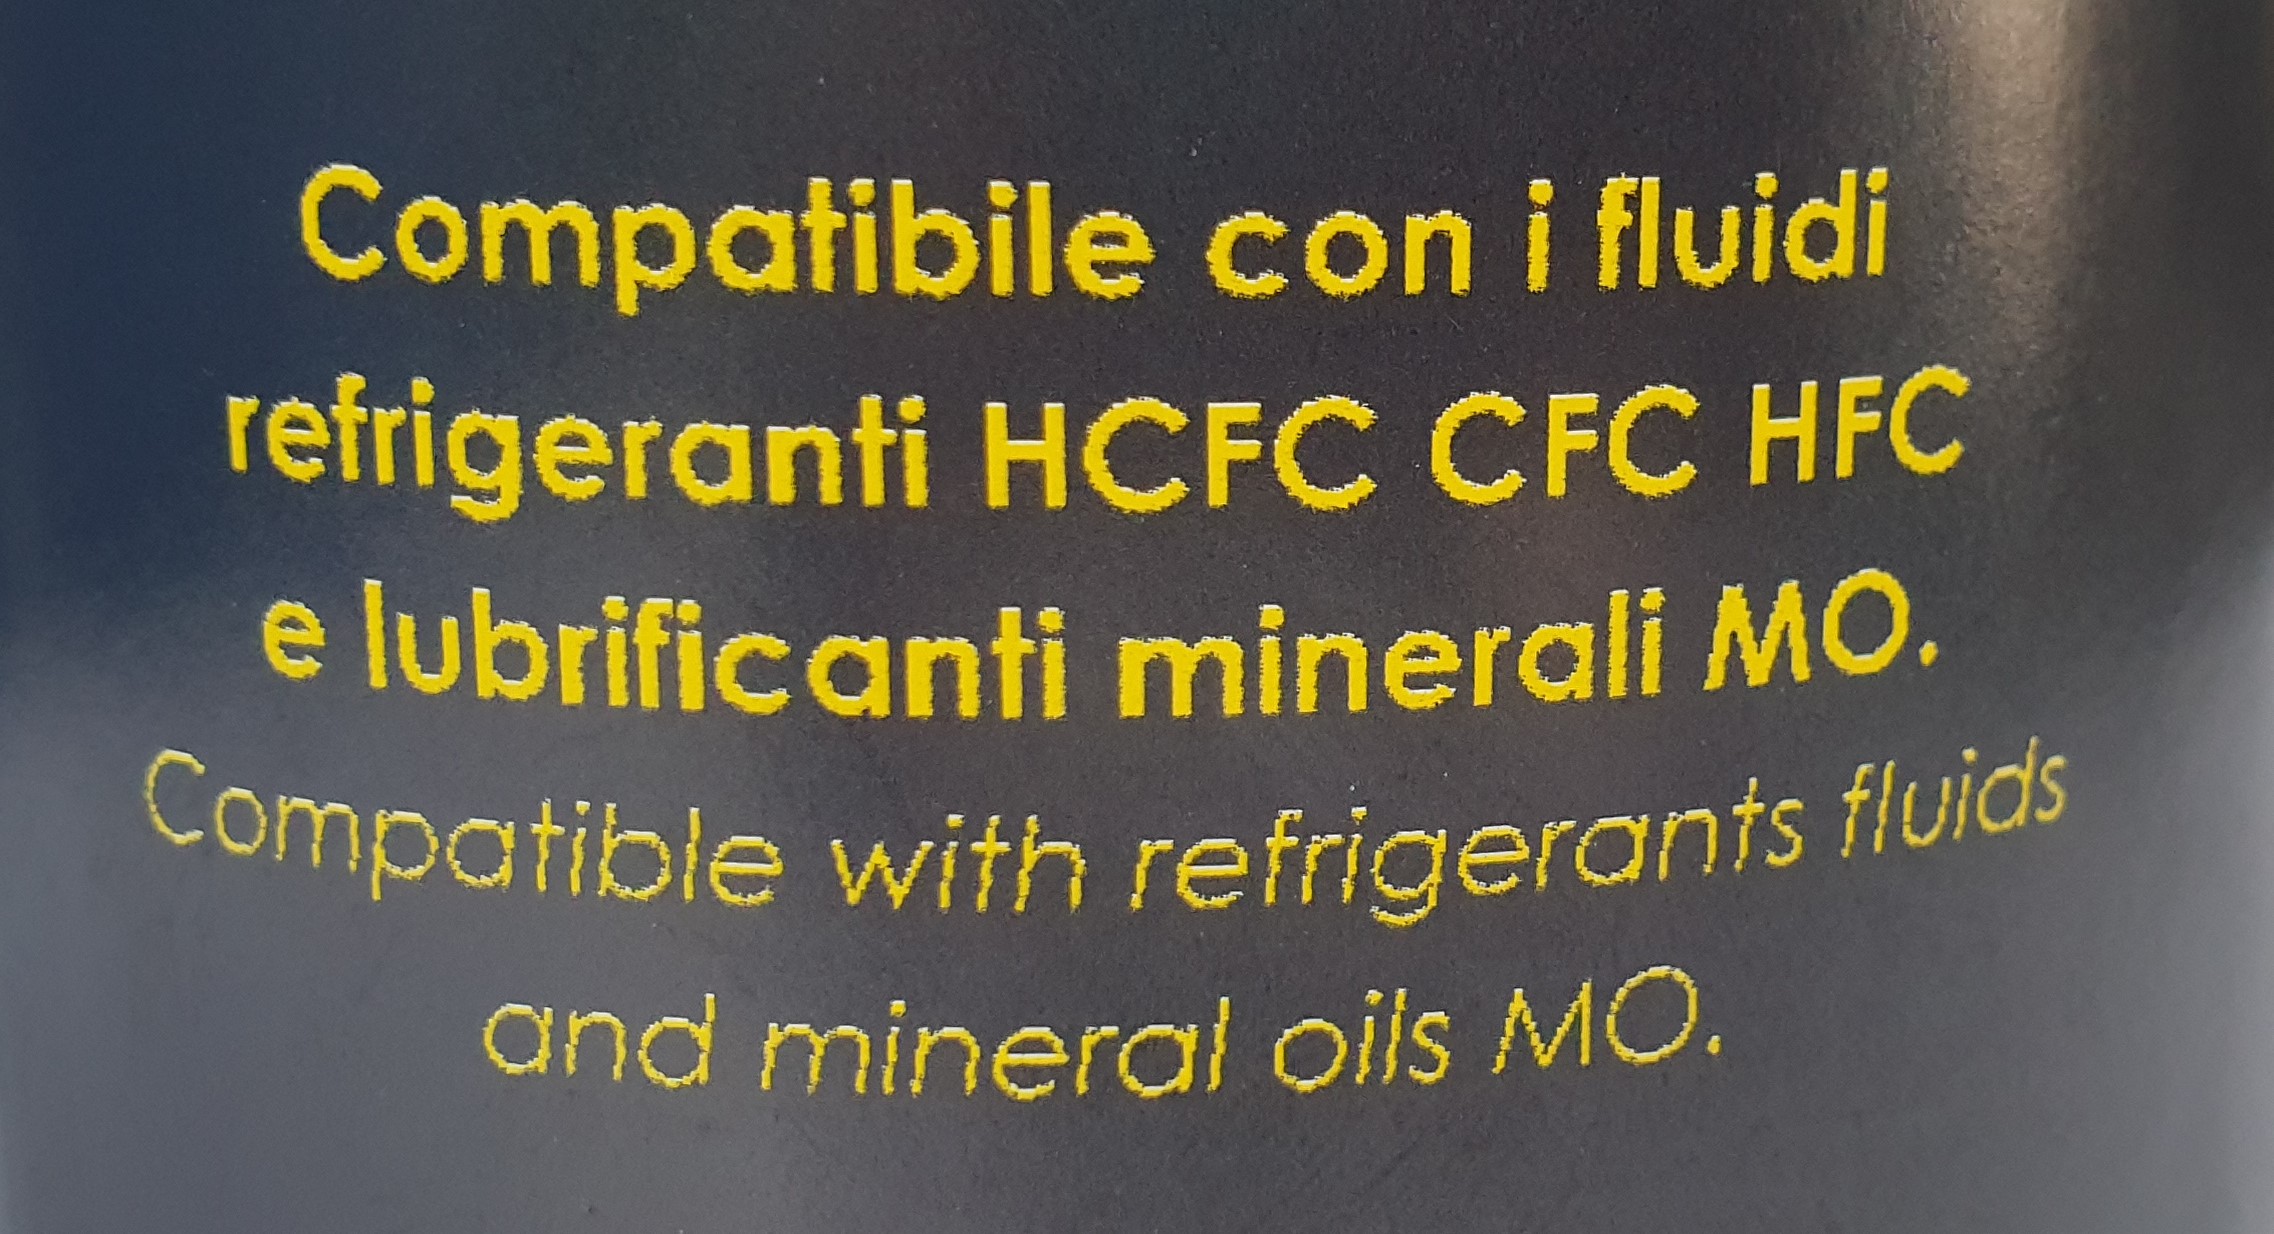 Compatibile con i fluidi
refrigeranti HCFC CFC HFC
e lubrificanti minerali MO.
Compatible with refrigerants fluids
and mineral oils MO.